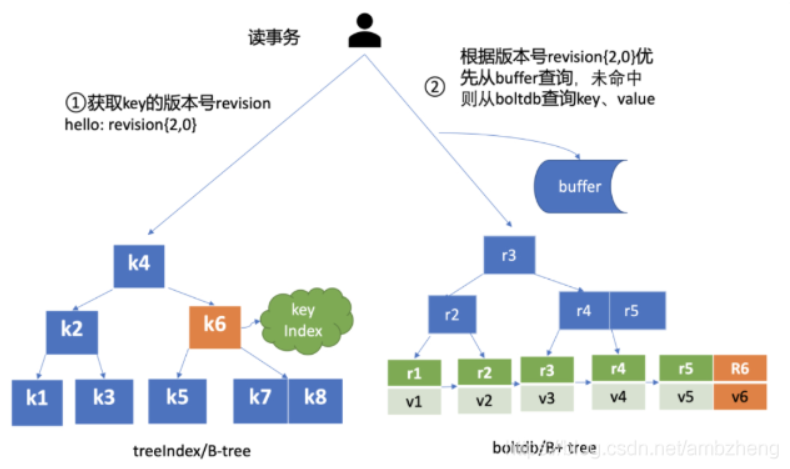 读事务
①获取key的版本号revision
hello: revision{2,0}
②
根据版本号revision{2,0}优
先从buffer查询，未命中
则从boltdb查询key、value
buffer
k4
k2
k6
key
Index
k1
k3
k5
k7
k8
treeIndex/B-tree
r3
r2
r4
r5
r1
r2
r3
r4
r5
R6
v1
v2
v3
v4
v5
v6
boltdb/B+ tree
csdn.net/ambzheng